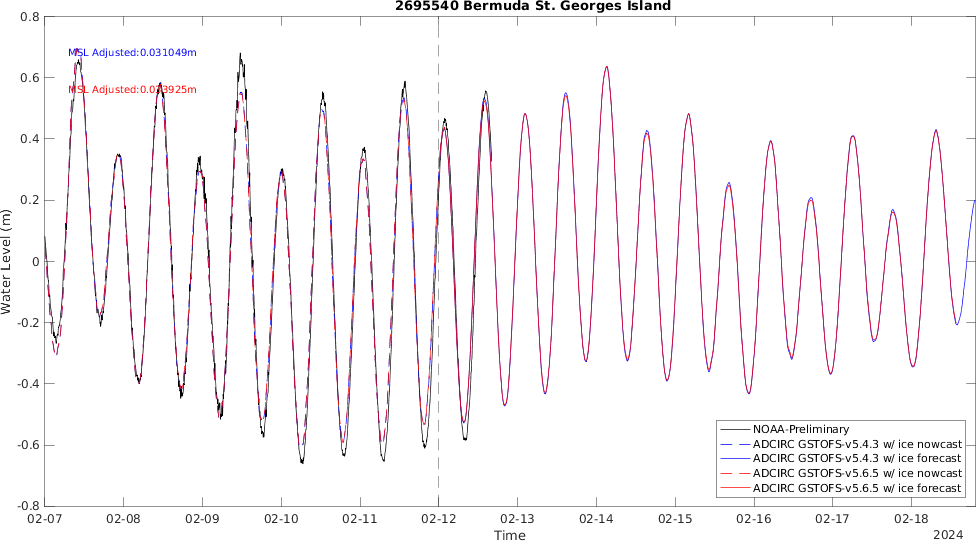 2695540 Bermuda St. Georges Island
MSL Adjusted:0.031049m
MSL Adjusted:0.033925m
0.8
0.6
0.4
0.2
0
-0.2
-0.4
-0.6
-0.8
Water Level (m)
NOAA-Preliminary
ADCIRC GSTOFS-v5.4.3 w/ ice nowcast
ADCIRC GSTOFS-v5.4.3 w/ ice forecast
ADCIRC GSTOFS-v5.6.5 w/ ice nowcast
ADCIRC GSTOFS-v5.6.5 w/ ice forecast
02-07 02-08 02-09 02-10 02-11 02-12 02-13 02-14 02-15 02-16 02-17 02-18
Time
2024